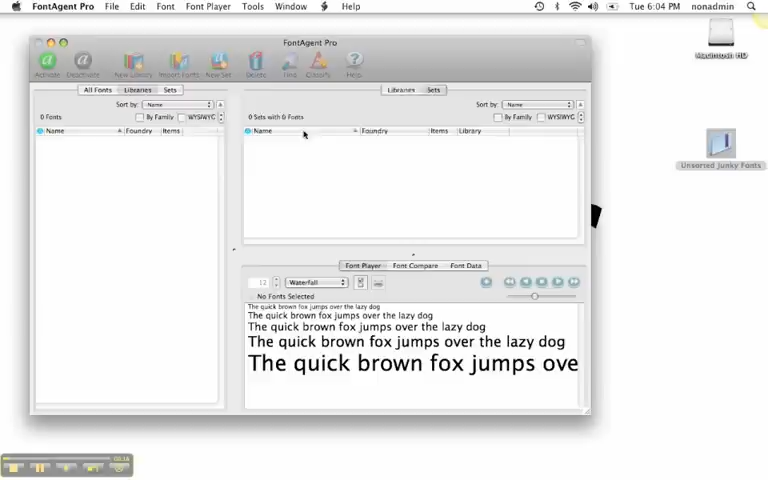 FontAgent Pro File Edit Font Font Player Tools Window Help Tue 6:04 PM nonadmin
FontAgent Pro
Activate Deactivate New Library Import Fonts New Set Delete Find Classify Help
All Fonts Libraries Sets
Libraries Sets
Sort by: Name
Sort by: Name
0 Fonts By Family WYSIWYG
0 Sets with 0 Fonts By Family WYSIWYG
Name Foundry Items
Name Foundry Items Library
Font Player Font Compare Font Data
12 Waterfall
No Fonts Selected
The quick brown fox jumps over the lazy dog
The quick brown fox jumps over the lazy dog
The quick brown fox jumps over the lazy dog
The quick brown fox jumps over the lazy dog
The quick brown fox jumps ove
Macintosh HD
Unsorted Junky Fonts